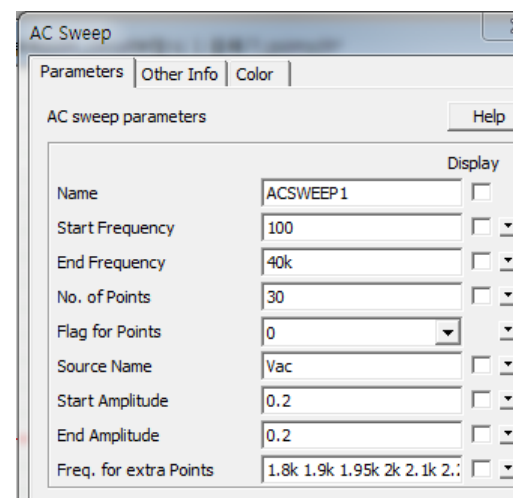 AC Sweep
Parameters Other Info Color
AC sweep parameters Help
Display
Name ACSWEEP1
Start Frequency 100
End Frequency 40k
No. of Points 30
Flag for Points 0
Source Name Vac
Start Amplitude 0.2
End Amplitude 0.2
Freq. for extra Points 1.8k 1.9k 1.95k 2k 2.1k